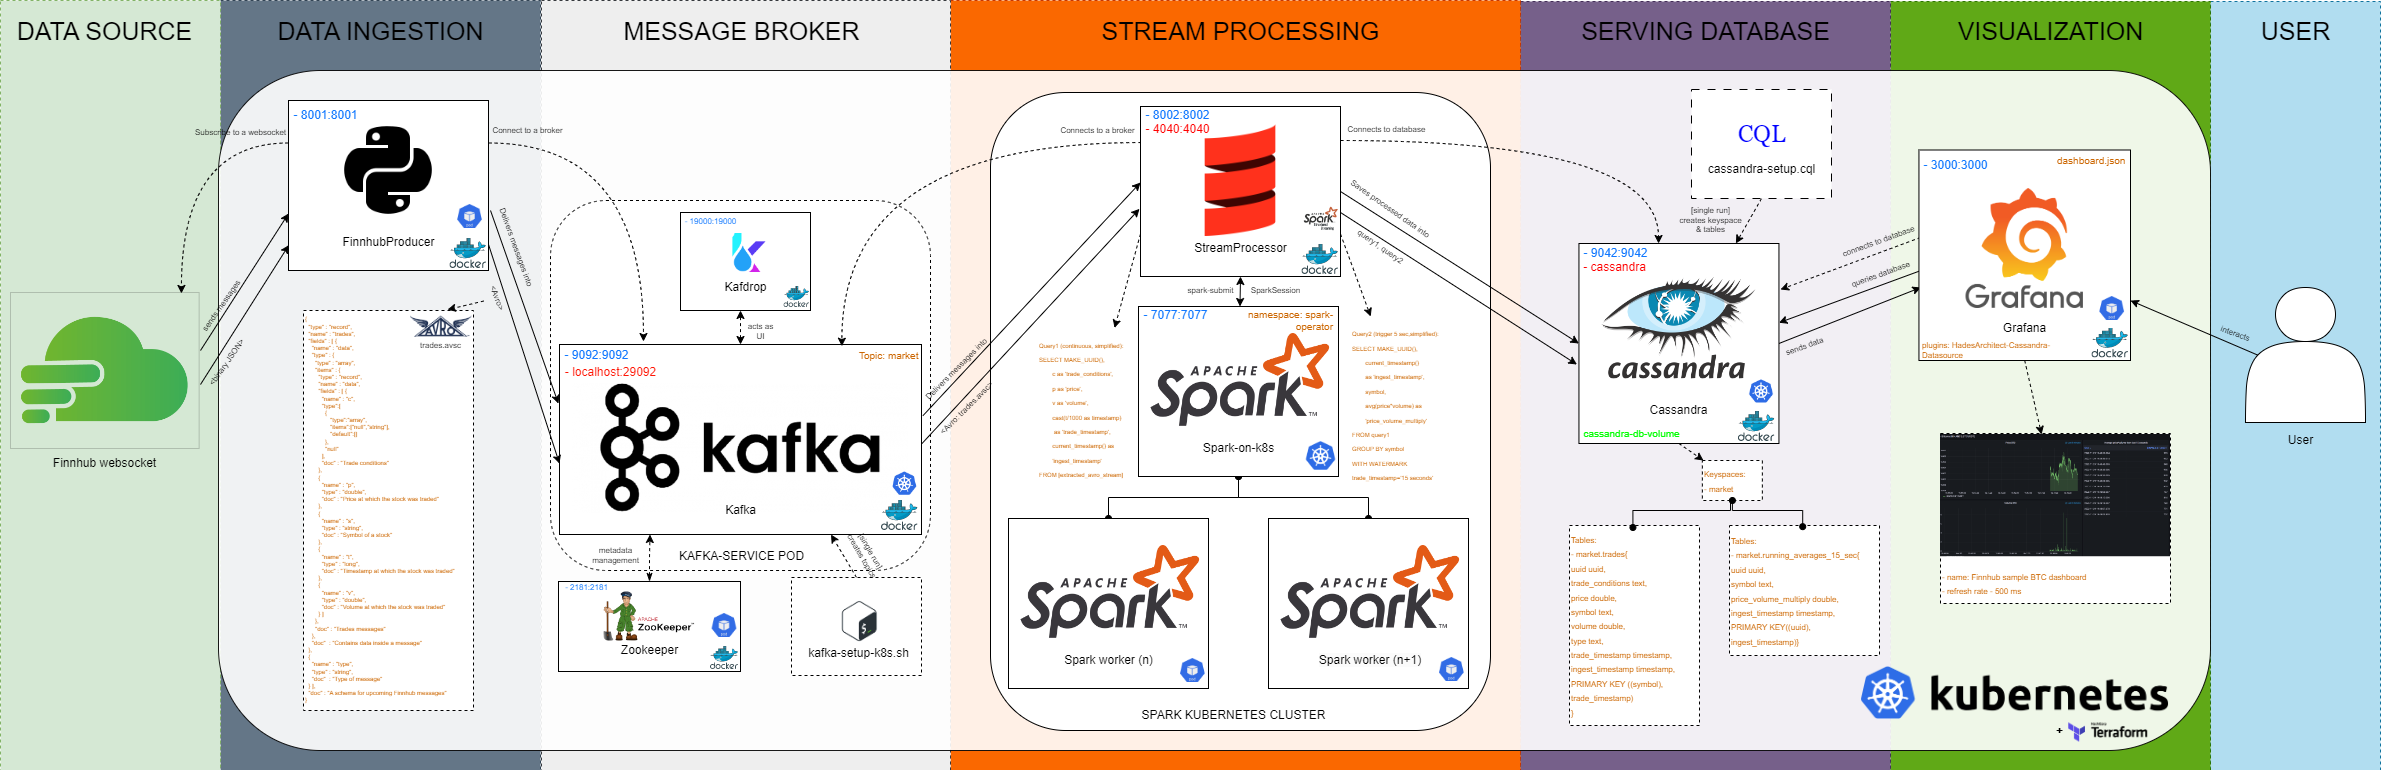 DATA SOURCE
DATA INGESTION
MESSAGE BROKER
STREAM PROCESSING
SERVING DATABASE
VISUALIZATION
USER
Finnhub websocket
Subscribe to a websocket
sends messages
<binary JSON>
- 8001:8001
FinnhubProducer
docker
Connect to a broker
Delivers messages into
<Avro>
AVRO
trades.avsc
"type" : "record",
"name" : "trades",
"fields" : [ {
"name" : "data",
"type" : {
"type" : "array",
"items" : {
"type" : "record",
"name" : "data",
"fields" : [ {
"name" : "c",
"type":[
{
"type":"array",
"items":["null","string"],
"default":[]
},
"null"
],
"doc" : "Trade conditions"
},
{
"name" : "p",
"type" : "double",
"doc" : "Price at which the stock was traded"
},
{
"name" : "s",
"type" : "string",
"doc" : "Symbol of a stock"
},
{
"name" : "t",
"type" : "long",
"doc" : "Timestamp at which the stock was traded"
},
{
"name" : "v",
"type" : "double",
"doc" : "Volume at which the stock was traded"
} ]
},
"doc" : "Trades messages"
},
"doc" : "Contains data inside a message"
},
{
"name" : "type",
"type" : "string",
"doc" : "Type of message"
} ],
"doc" : "A schema for upcoming Finnhub messages"
- 19000:19000
Kafdrop
docker
acts as
UI
- 9092:9092
- localhost:29092
Topic: market
kafka
Kafka
docker
KAFKA-SERVICE POD
metadata
management
[single run]
creates topics
- 2181:2181
APACHE
ZooKeeper™
Zookeeper
docker
kafka-setup-k8s.sh
Connects to a broker
Delivers messages into
<Avro: trades.avsc>
- 8002:8002
- 4040:4040
StreamProcessor
APACHE
Spark
docker
spark-submit
SparkSession
- 7077:7077
namespace: spark-
operator
APACHE
Spark™
Spark-on-k8s
Query1 (continuous, simplified):
SELECT MAKE_UUID(),
c as 'trade_conditions',
p as 'price',
v as 'volume',
cast(t/1000 as timestamp)
as 'trade_timestamp',
current_timestamp() as
'ingest_timestamp'
FROM [extracted_avro_stream]
Query2 (trigger 5 sec,simplified):
SELECT MAKE_UUID(),
current_timestamp()
as 'ingest_timestamp',
symbol,
avg(price*volume) as
'price_volume_multiply'
FROM query1
GROUP BY symbol
WITH WATERMARK
trade_timestamp='15 seconds'
APACHE
Spark™
Spark worker (n)
APACHE
Spark™
Spark worker (n+1)
SPARK KUBERNETES CLUSTER
Connects to database
Saves processed data into
query1, query2
CQL
cassandra-setup.cql
[single run]
creates keyspace
& tables
- 9042:9042
- cassandra
cassandra
Cassandra
cassandra-db-volume
docker
Keyspaces:
- market
Tables:
- market.trades{
uuid uuid,
trade_conditions text,
price double,
symbol text,
volume double,
type text,
trade_timestamp timestamp,
ingest_timestamp timestamp,
PRIMARY KEY ((symbol),
trade_timestamp)
}
Tables:
- market.running_averages_15_sec{
uuid uuid,
symbol text,
price_volume_multiply double,
ingest_timestamp timestamp,
PRIMARY KEY((uuid),
ingest_timestamp)}
connects to database
queries database
sends data
- 3000:3000
dashboard.json
Grafana
Grafana
plugins: HadesArchitect-Cassandra-
Datasource
docker
name: Finnhub sample BTC dashboard
refresh rate - 500 ms
interacts
User
kubernetes
+
HashiCorp
Terraform